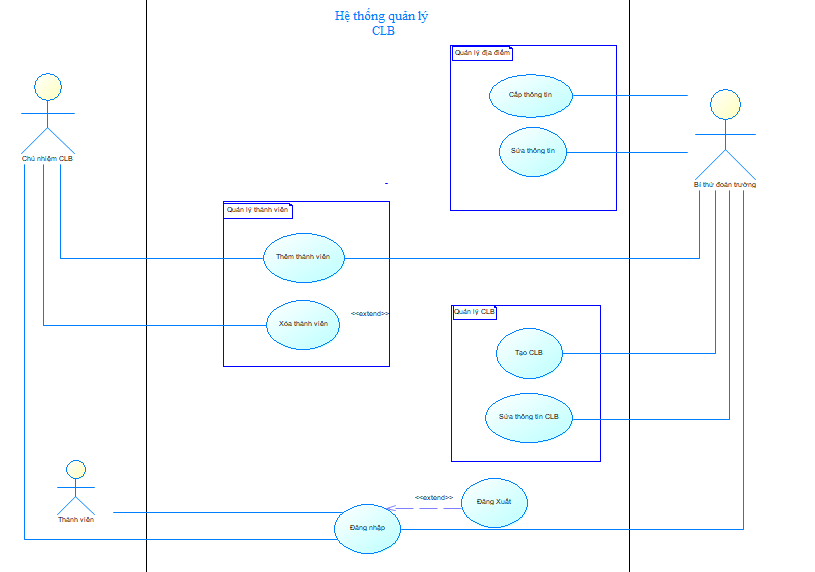 Hệ thống quản lý
CLB
Quản lý địa điểm
Cấp thông tin
Sửa thông tin
Chủ nhiệm CLB
Bí thư đoàn trường
Quản lý thành viên
Thêm thành viên
Xóa thành viên
<<extend>>
Quản lý CLB
Tạo CLB
Sửa thông tin CLB
Thành viên
<<extend>>
Đăng Xuất
Đăng nhập